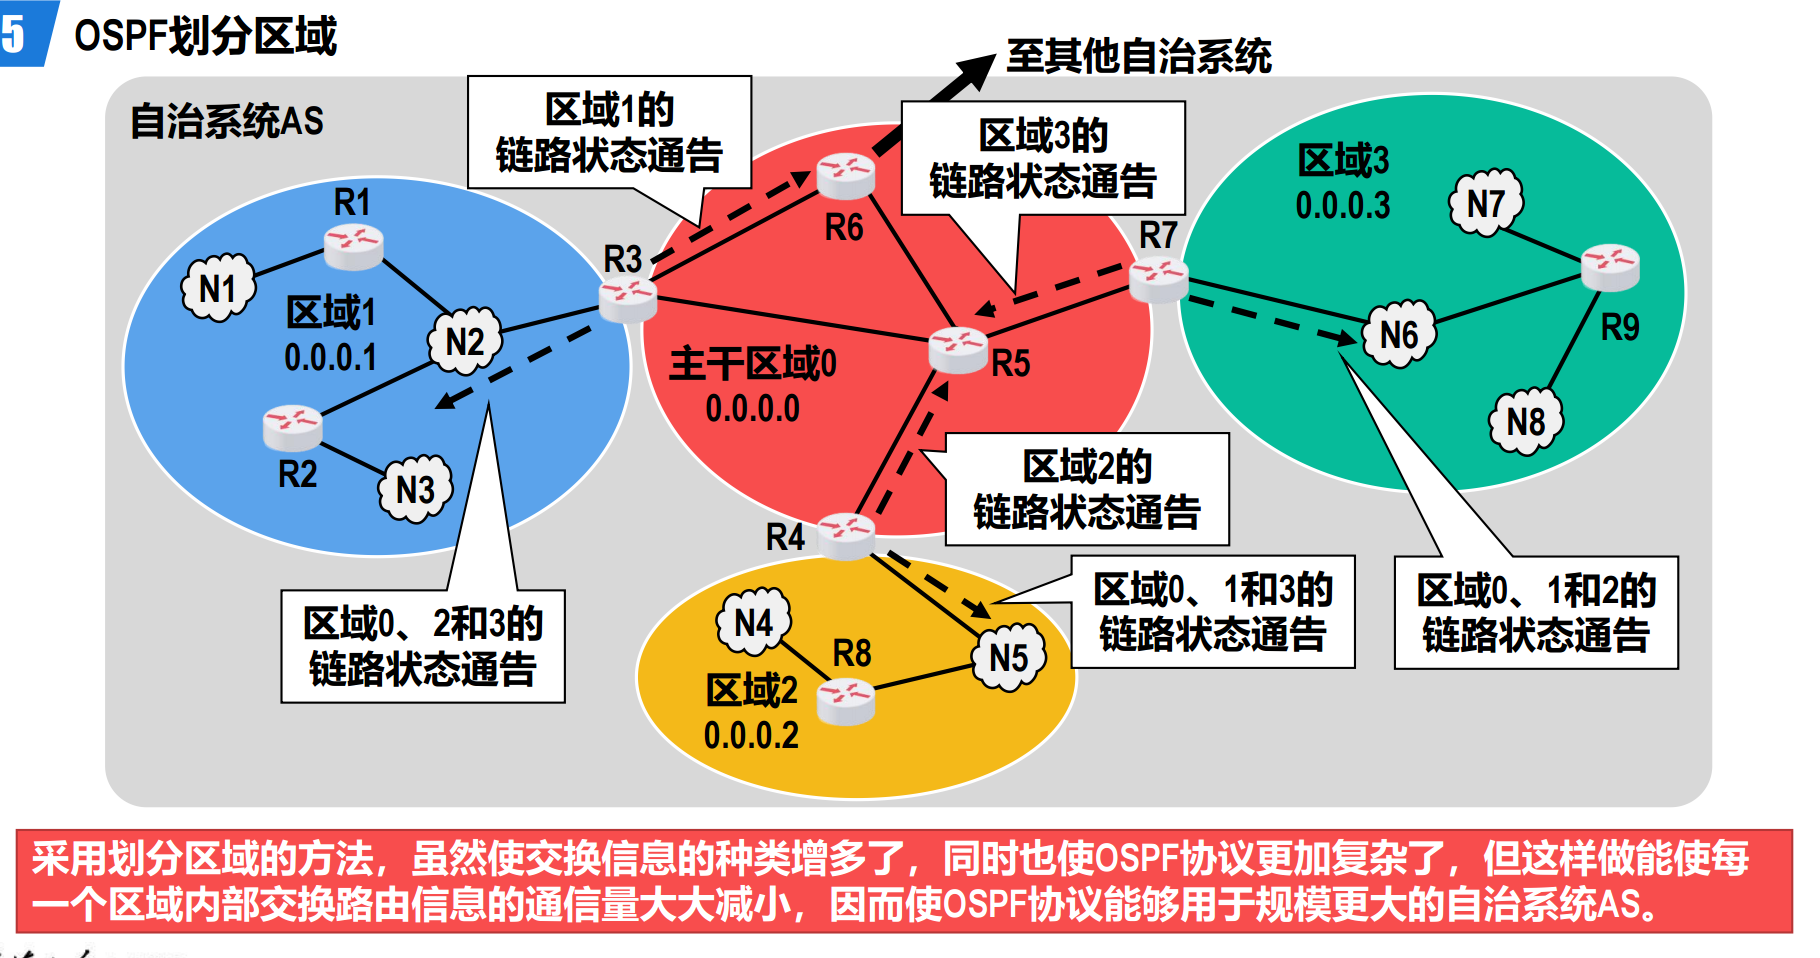 5
OSPF划分区域
至其他自治系统
自治系统AS
区域1的
链路状态通告
区域3的
链路状态通告
区域3
0.0.0.3
N7
R1
R6
R7
R3
N1
区域1
0.0.0.1
N2
N6
R9
主干区域0
0.0.0.0
R5
R2
N3
N8
区域2的
链路状态通告
R4
区域0、2和3的
链路状态通告
N4
R8
N5
区域2
0.0.0.2
区域0、1和3的
链路状态通告
区域0、1和2的
链路状态通告
采用划分区域的方法，虽然使交换信息的种类增多了，同时也使OSPF协议更加复杂了，但这样做能使每
一个区域内部交换路由信息的通信量大大减小，因而使OSPF协议能够用于规模更大的自治系统AS。